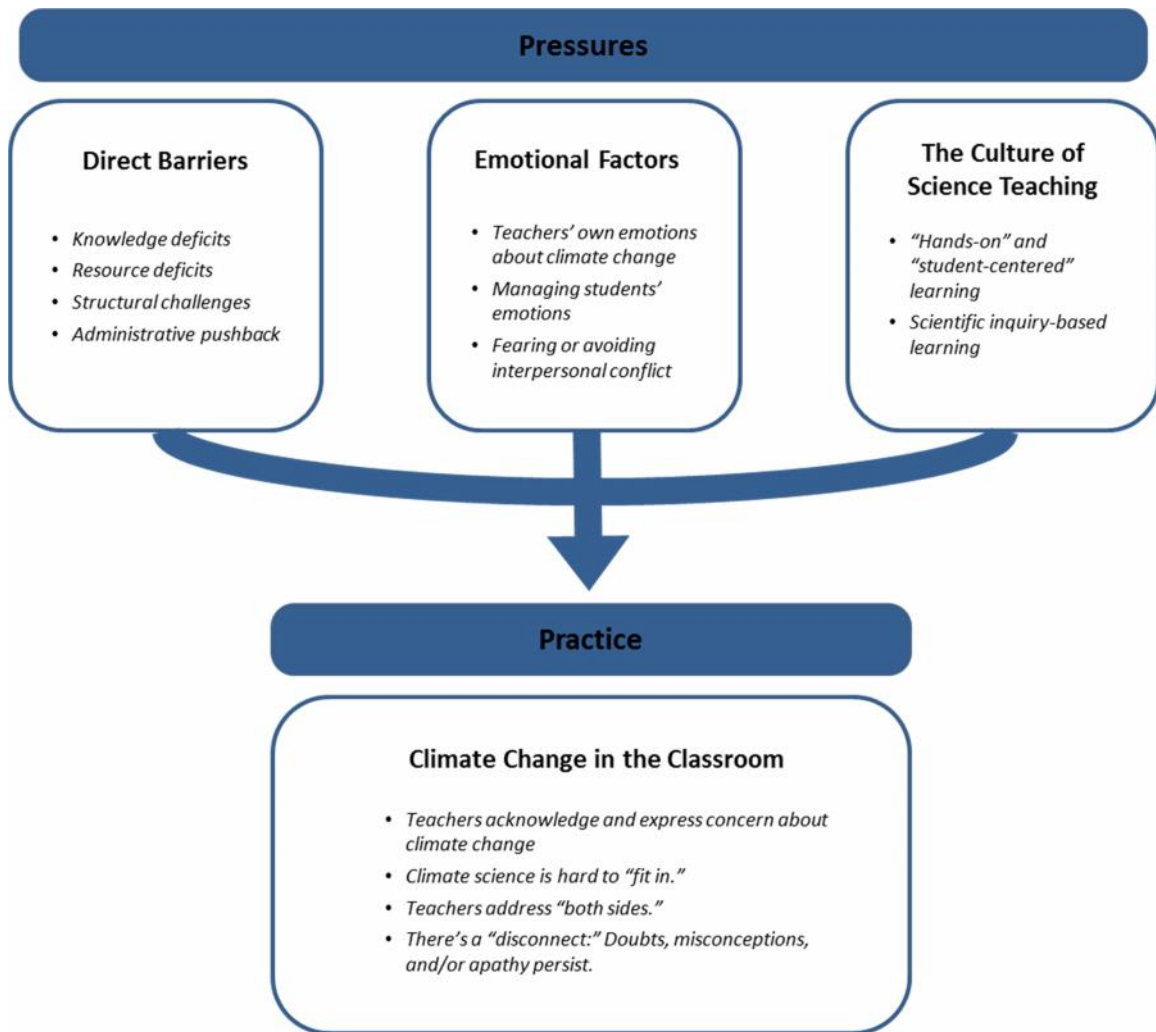 Pressures
Direct Barriers
• Knowledge deficits
• Resource deficits
• Structural challenges
• Administrative pushback
Emotional Factors
• Teachers’ own emotions
about climate change
• Managing students’
emotions
• Fearing or avoiding
interpersonal conflict
The Culture of
Science Teaching
• “Hands-on” and
“student-centered”
learning
• Scientific inquiry-based
learning
Practice
Climate Change in the Classroom
• Teachers acknowledge and express concern about
climate change
• Climate science is hard to “fit in.”
• Teachers address “both sides.”
• There’s a “disconnect:” Doubts, misconceptions,
and/or apathy persist.